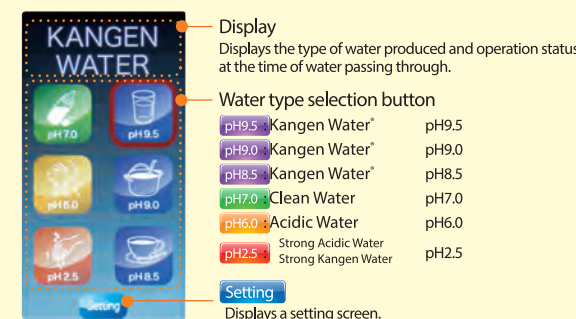 KANGEN
WATER
pH 7.0
pH 9.5
pH 6.0
pH 9.0
pH 2.5
pH 8.5
Setting
Display
Displays the type of water produced and operation status
at the time of water passing through.
Water type selection button
pH9.5 : Kangen Water* pH9.5
pH9.0 : Kangen Water* pH9.0
pH8.5 : Kangen Water* pH8.5
pH7.0 : Clean Water pH7.0
pH6.0 : Acidic Water pH6.0
pH2.5 : Strong Acidic Water
Strong Kangen Water pH2.5
Setting
Displays a setting screen.